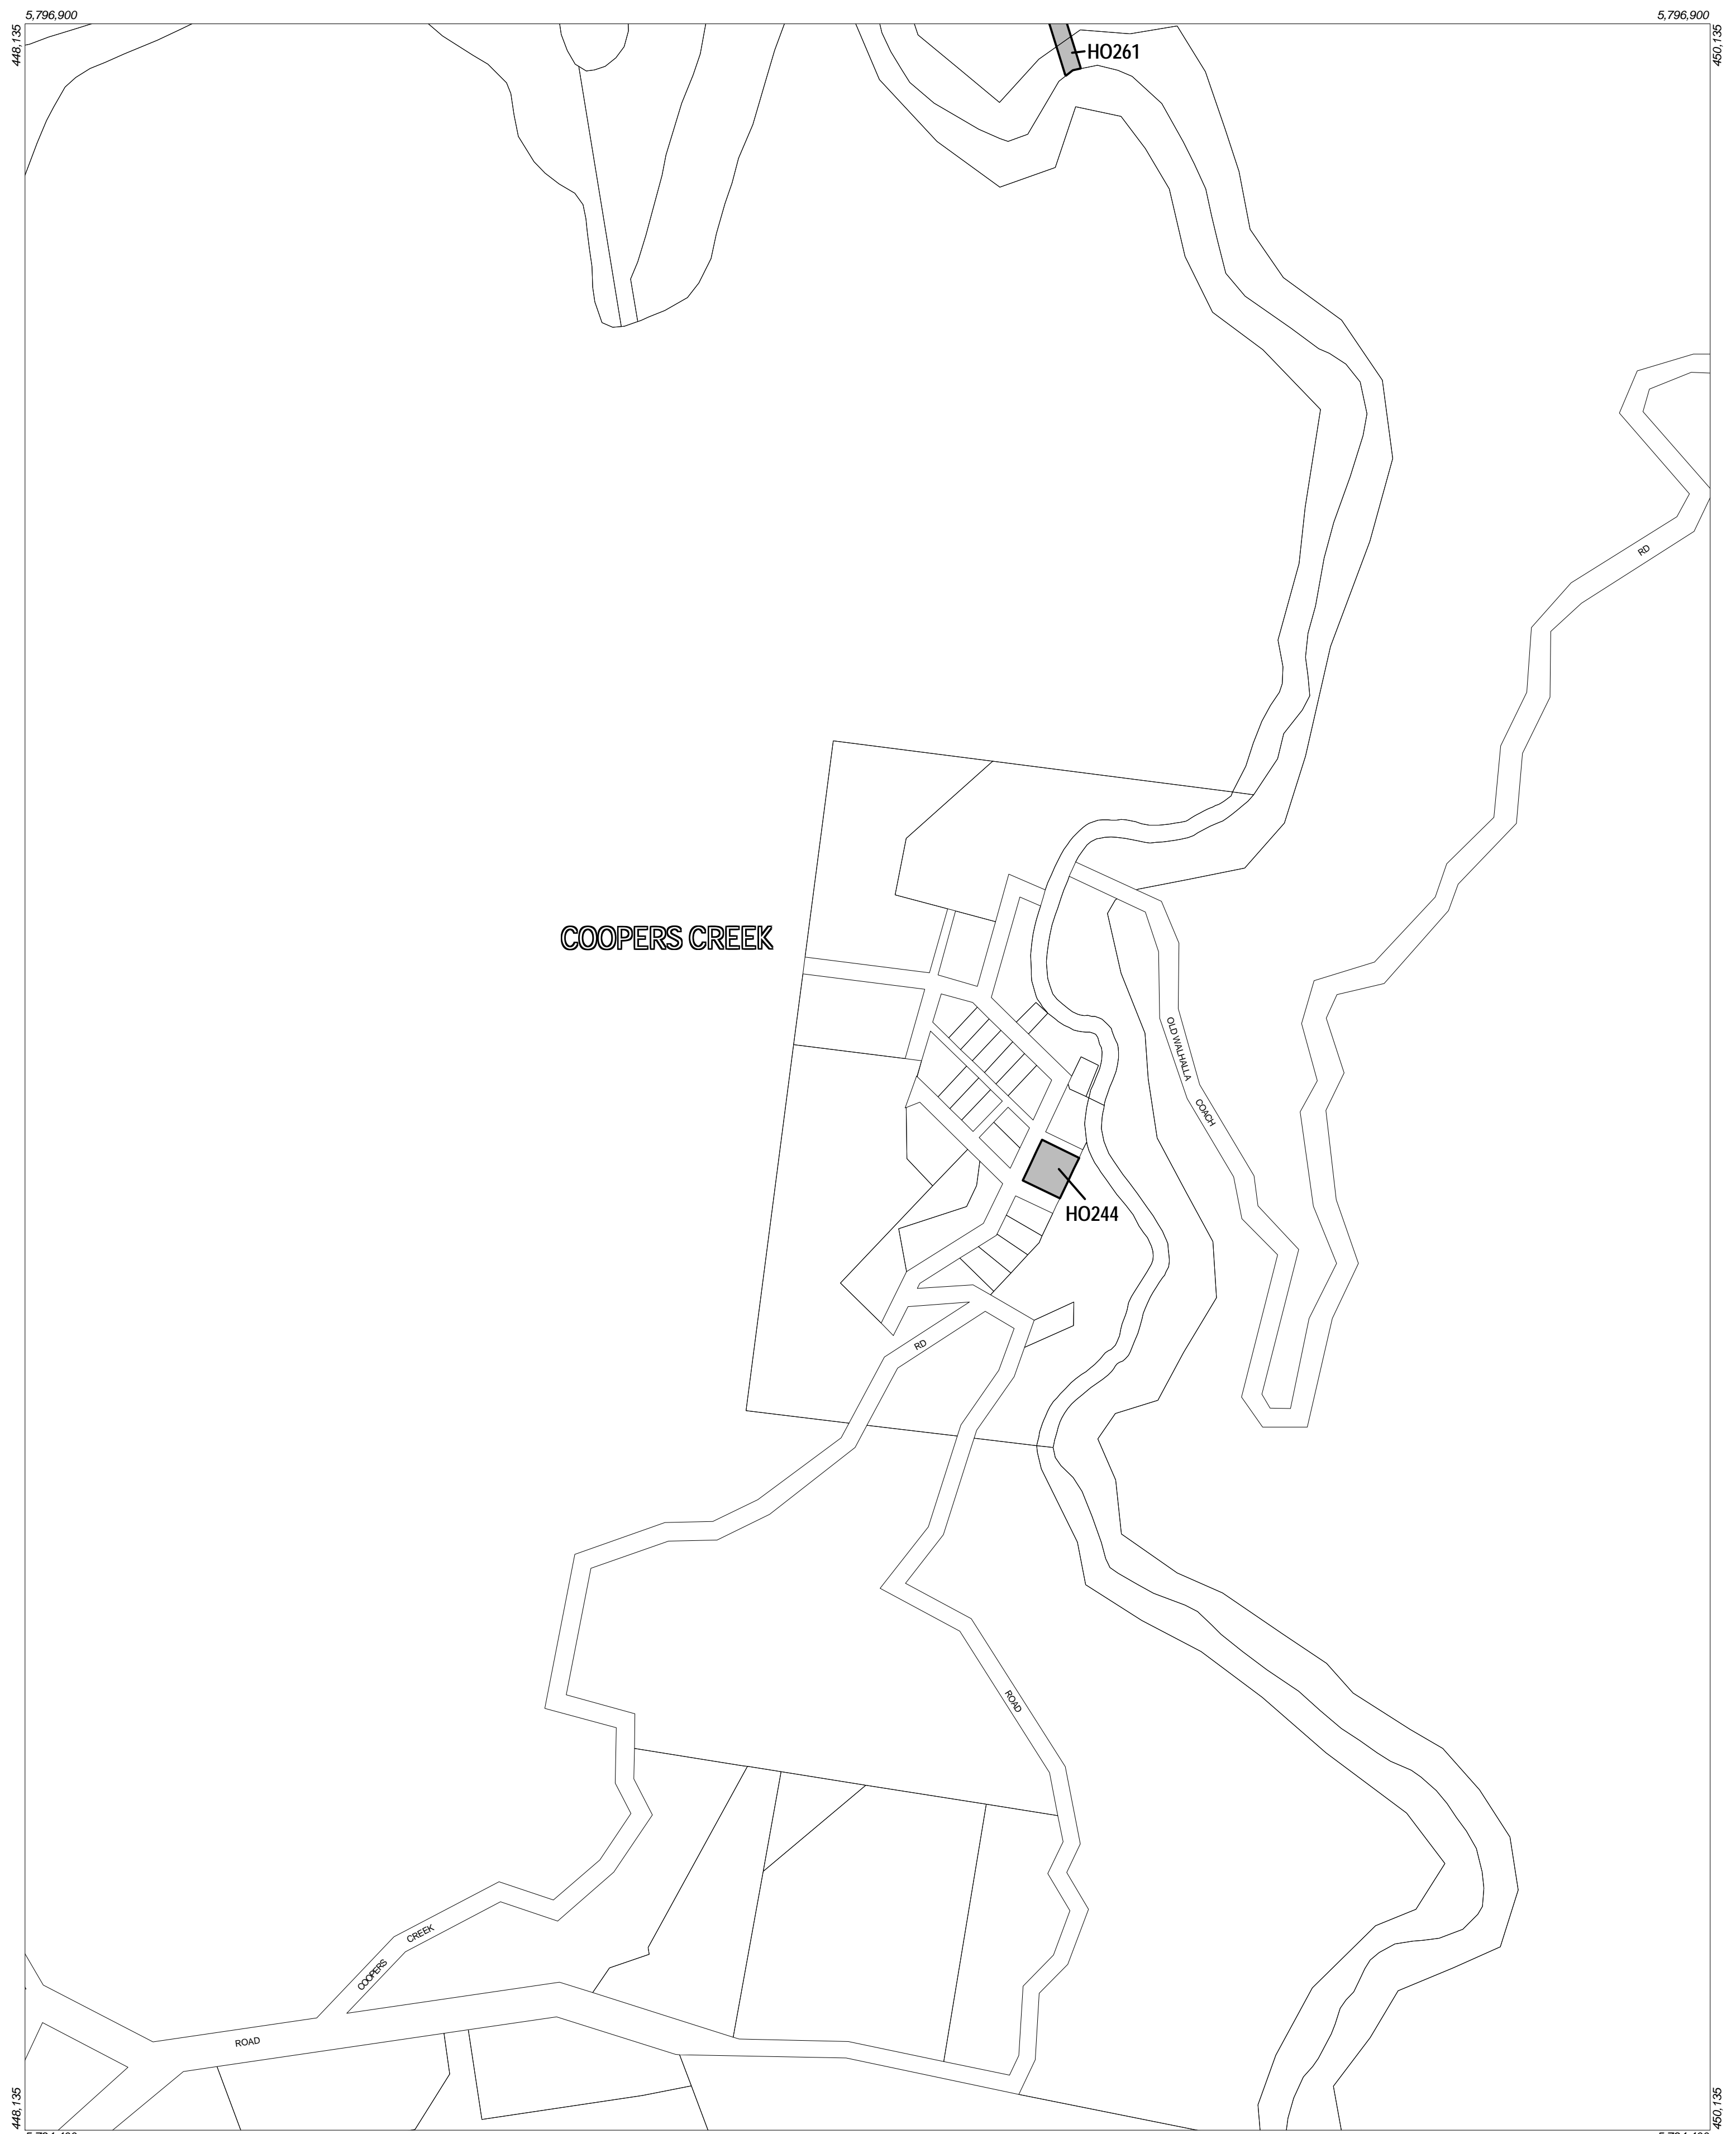 5,796,900
5,796,900
448,135
450,135
HO261
RD
COOPERS CREEK
OLD WALHALLA
COACH
HO244
RD
ROAD
CREEK
COOPERS
ROAD
448,135
450,135